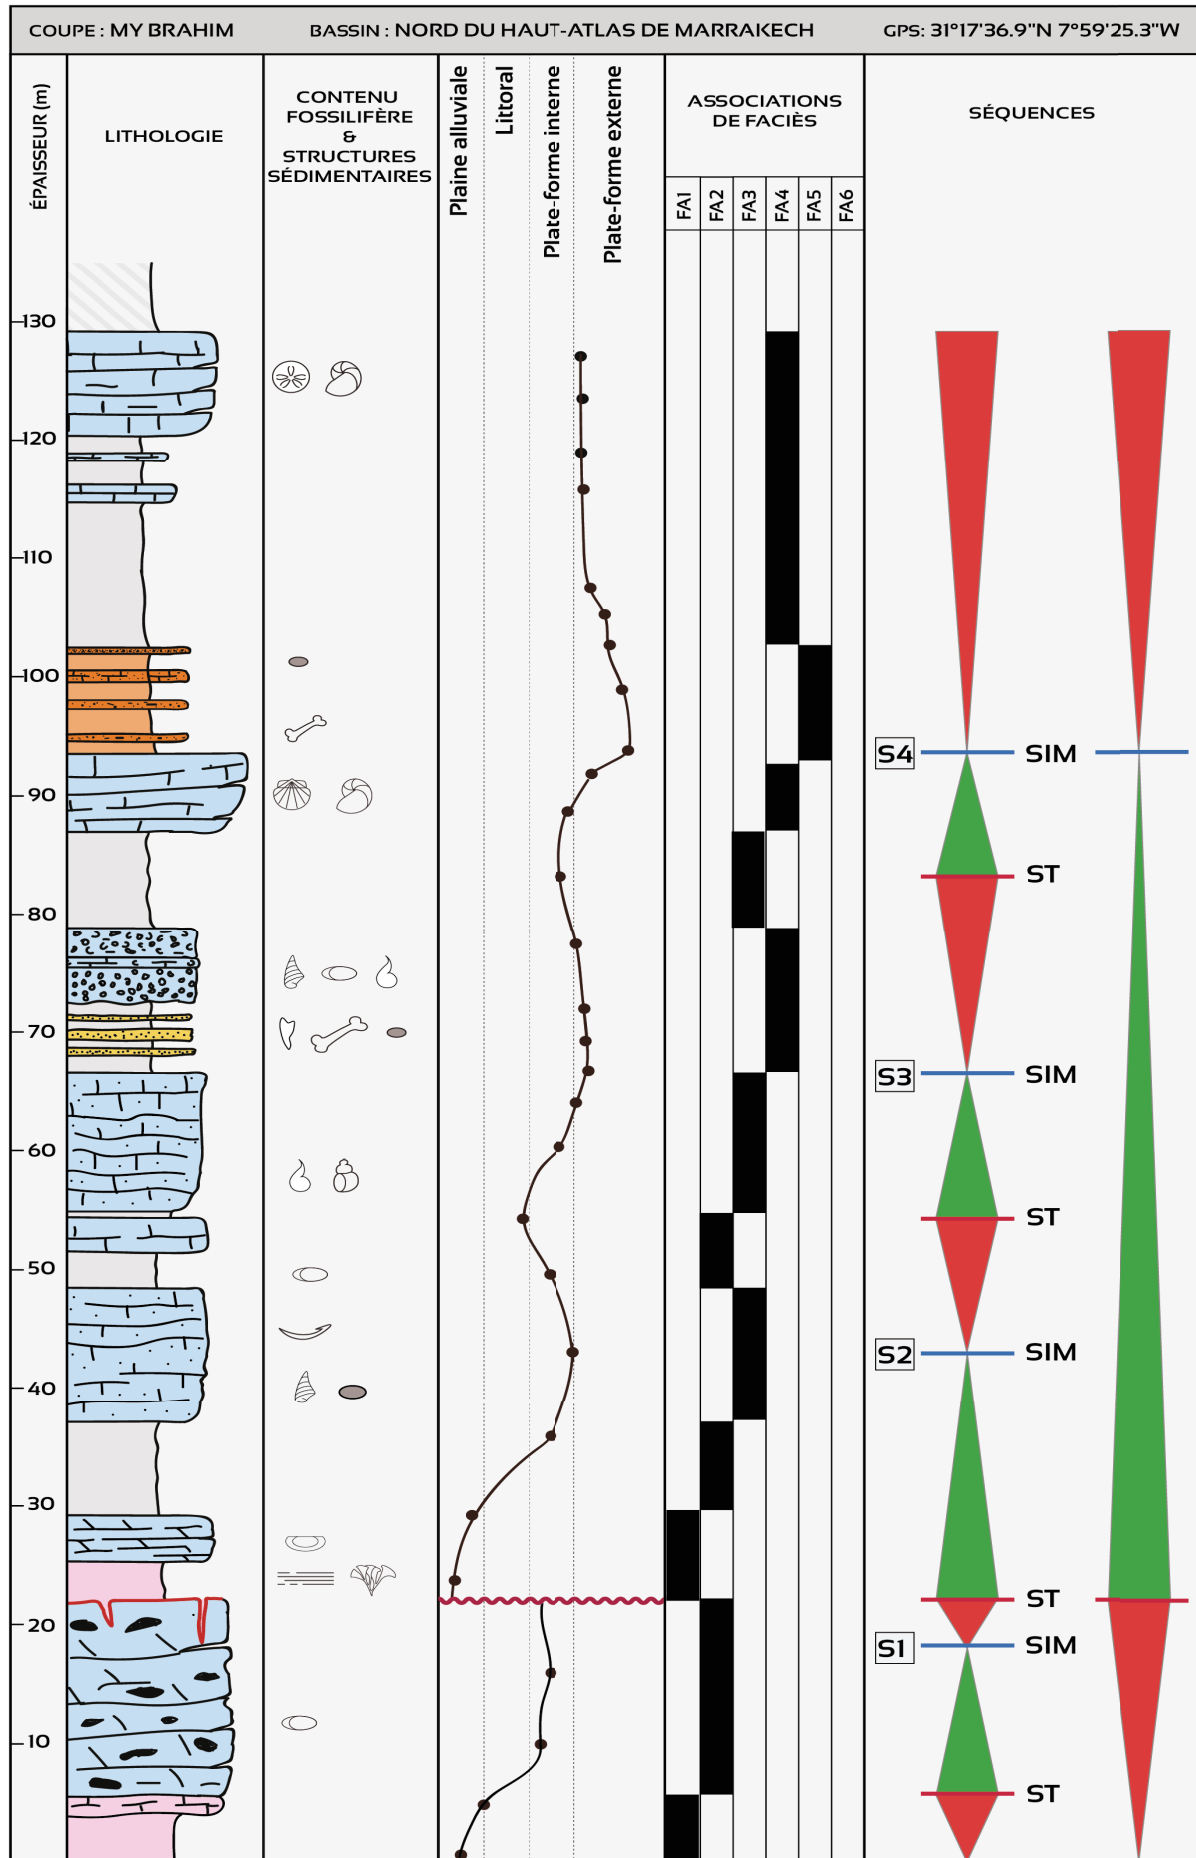 COUPE : MY BRAHIM
BASSIN : NORD DU HAUT-ATLAS DE MARRAKECH
GPS: 31°17'36.9"N 7°59'25.3"W
ÉPAISSEUR (m)
LITHOLOGIE
CONTENU
FOSSILIFÈRE
&
STRUCTURES
SÉDIMENTAIRES
Plaine alluviale
Littoral
Plate-forme interne
Plate-forme externe
ASSOCIATIONS
DE FACIÈS
FA1
FA2
FA3
FA4
FA5
FA6
SÉQUENCES
130
120
110
100
S4
SIM
90
ST
80
70
S3
SIM
60
ST
50
S2
SIM
40
30
ST
20
S1
SIM
10
ST